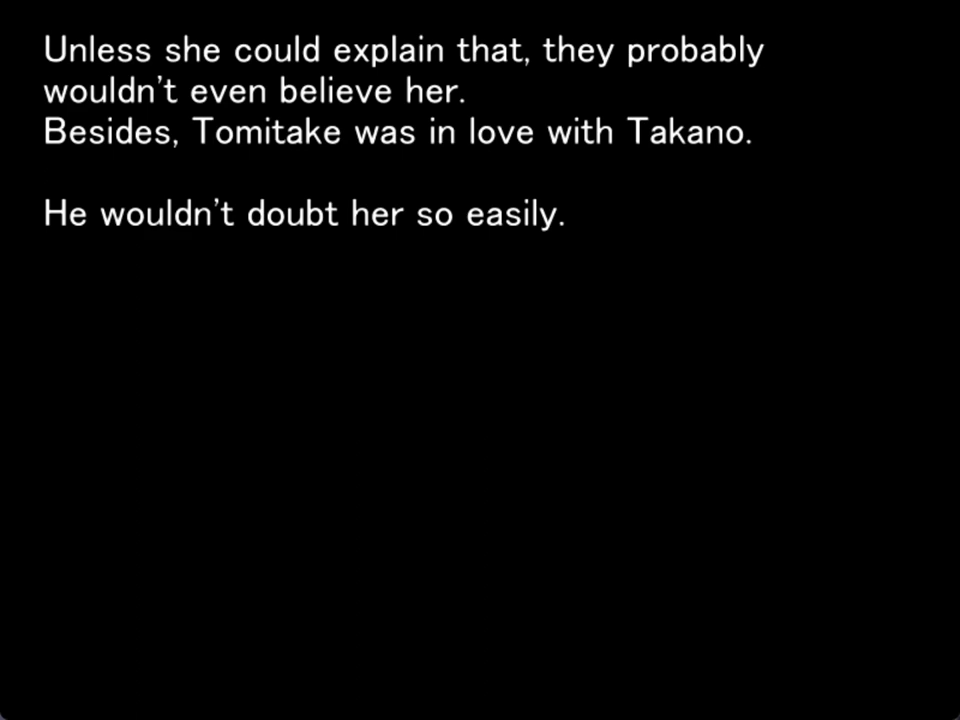 Unless she could explain that, they probably
wouldn't even believe her.
Besides, Tomitake was in love with Takano.
He wouldn't doubt her so easily.